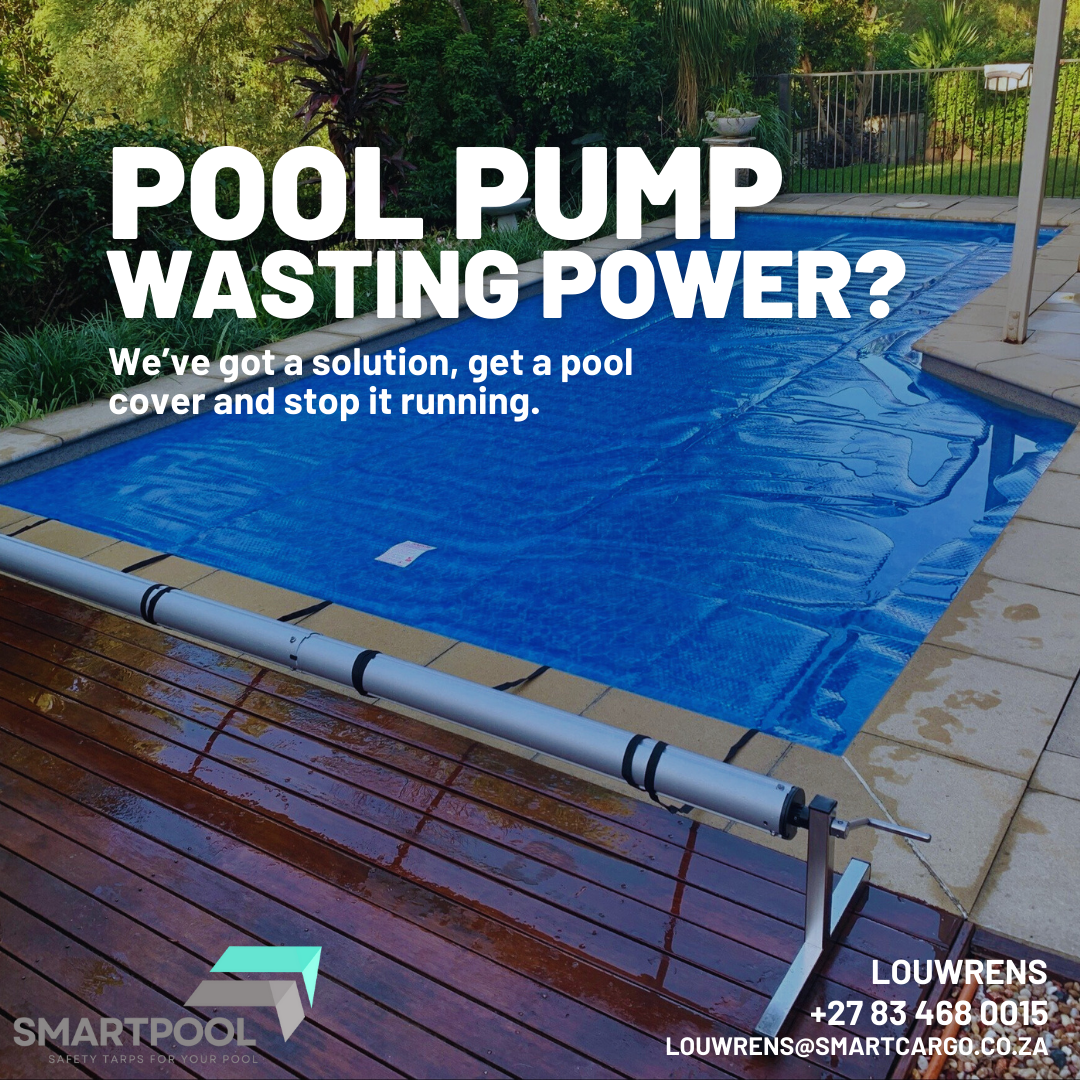 POOL PUMP
WASTING POWER?
We’ve got a solution, get a pool
cover and stop it running.
SMARTPOOL
SAFETY TARPS FOR YOUR POOL
LOUWRENS
+27 83 468 0015
LOUWRENS@SMARTCARGO.CO.ZA